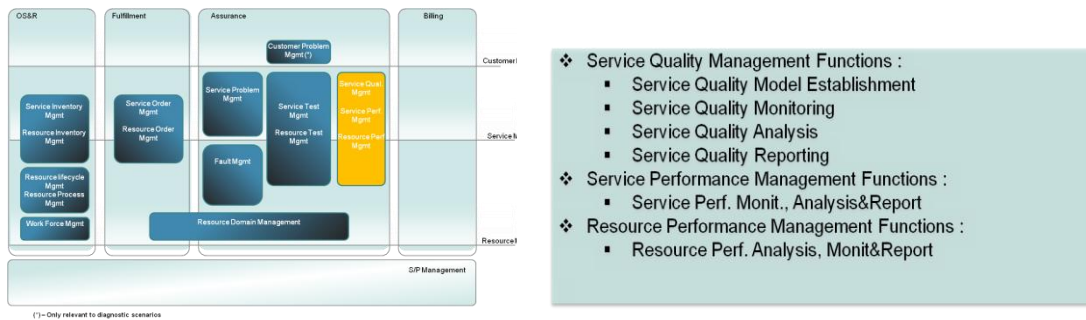 OS&R
Fulfillment
Assurance
Billing
Customer Problem
Mgmt (*)
Service Problem
Mgmt
Service Test
Mgmt
Resource Test
Mgmt
Service Qual.
Mgmt
Service Perf
Mgmt
Resource Perf
Mgmt
Service Inventory
Mgmt
Resource Inventory
Mgmt
Service Order
Mgmt
Resource Order
Mgmt
Fault Mgmt
Resource lifecycle
Mgmt
Resource Process
Mgmt
Work Force Mgmt
Resource Domain Management
Customer
Service
Resource
S/P Management
(*) – Only relevant to diagnostic scenarios
❖ Service Quality Management Functions :
▪ Service Quality Model Establishment
▪ Service Quality Monitoring
▪ Service Quality Analysis
▪ Service Quality Reporting
❖ Service Performance Management Functions :
▪ Service Perf. Monit., Analysis&Report
❖ Resource Performance Management Functions :
▪ Resource Perf. Analysis, Monit&Report